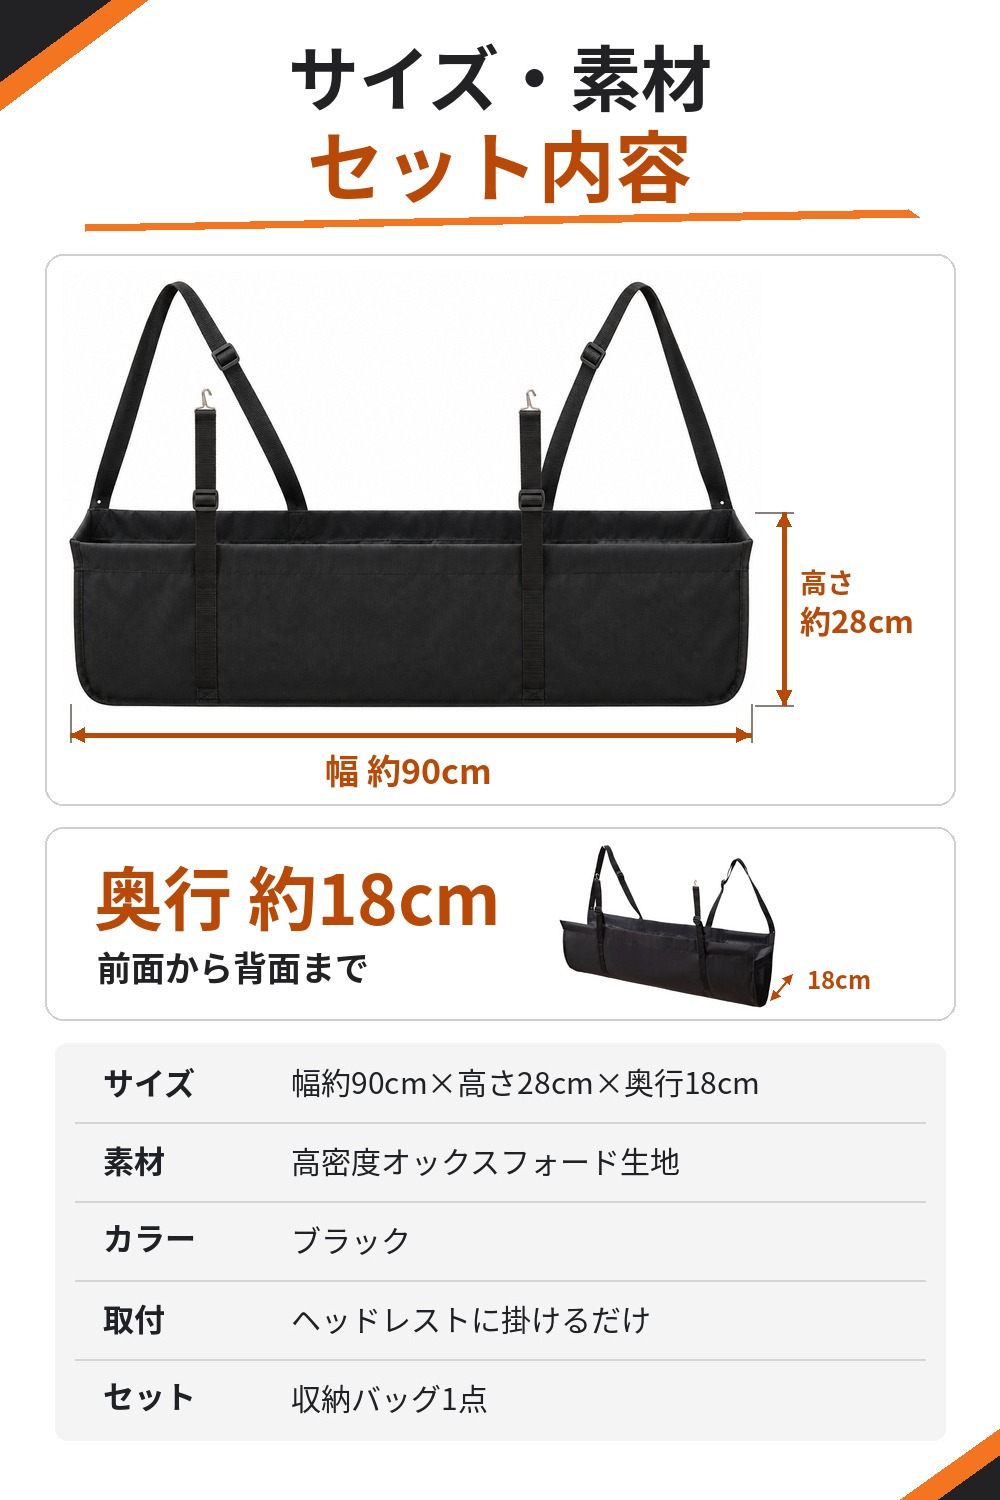 サイズ・素材
セット内容
高さ
約28cm
幅 約90cm
奥行 約18cm
前面から背面まで
18cm
サイズ 幅約90cm×高さ28cm×奥行18cm
素材 高密度オックスフォード生地
カラー ブラック
取付 ヘッドレストに掛けるだけ
セット 収納バッグ1点